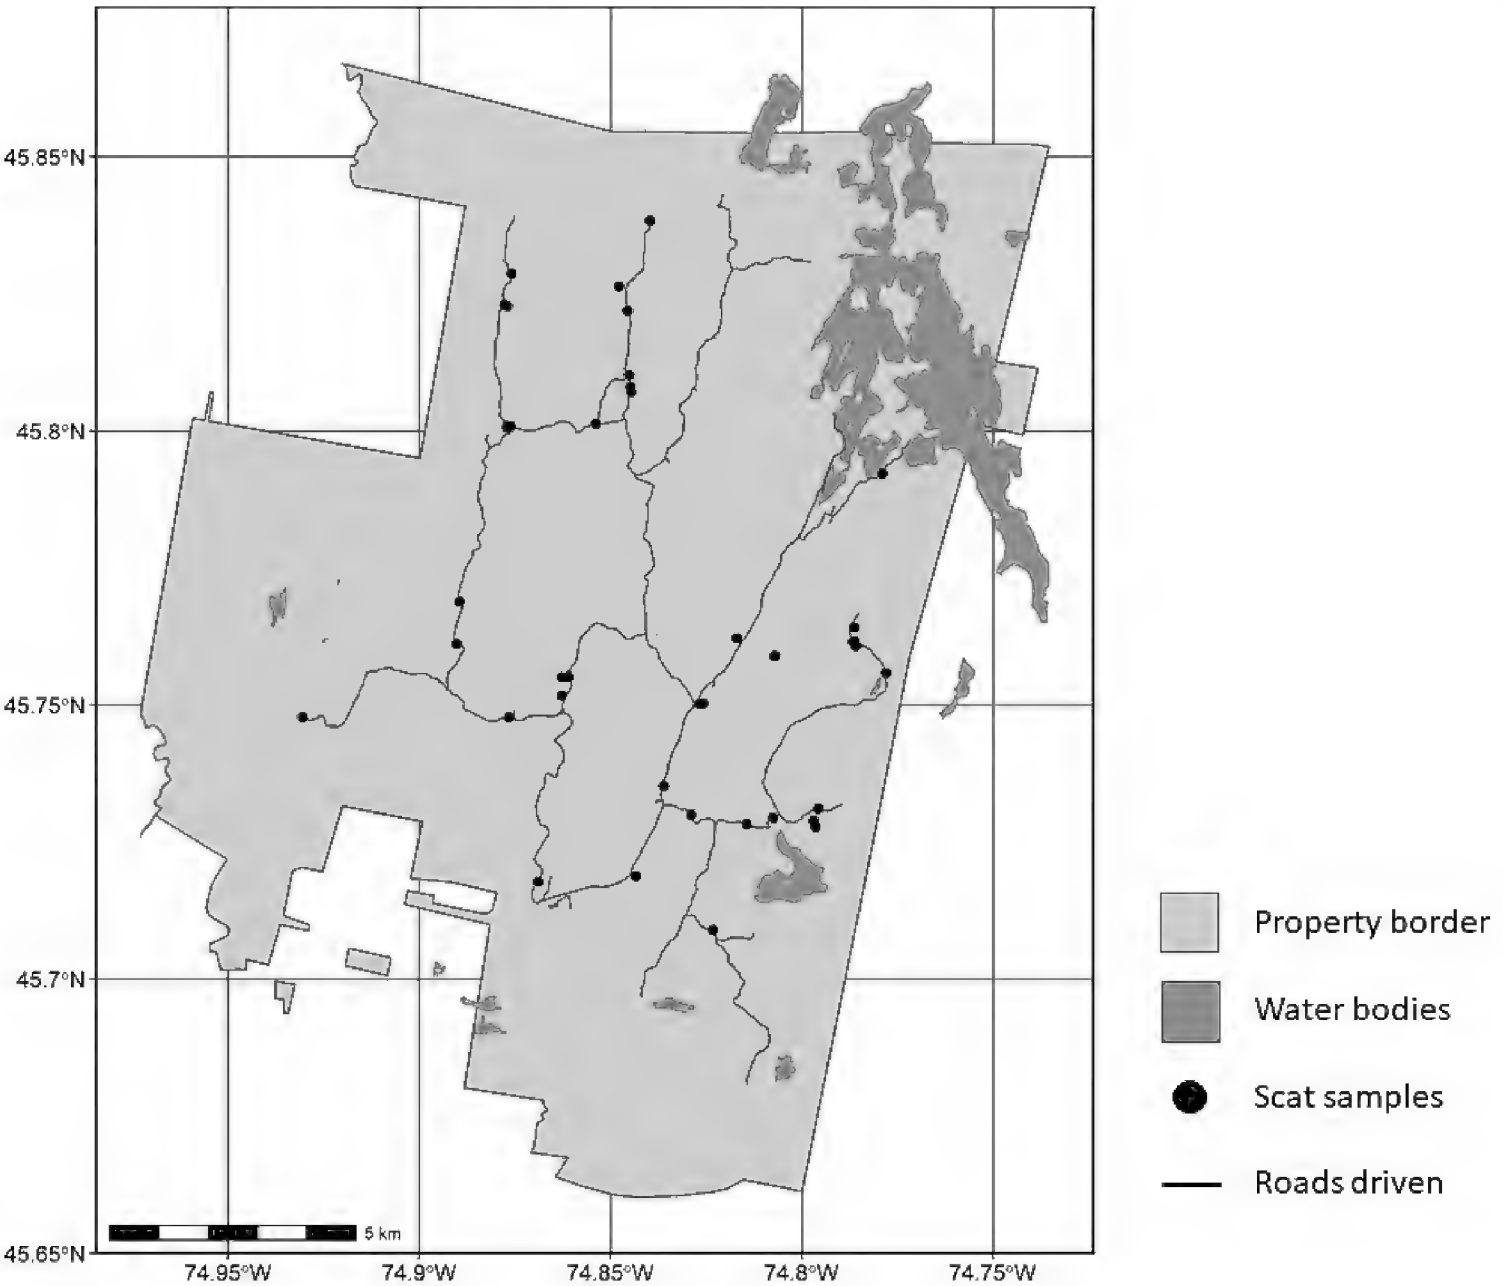 45.85°N
45.8°N
45.75°N
45.7°N
45.65°N
74.95°W
74.9°W
74.85°W
74.8°W
74.75°W
5 km
Property border
Water bodies
Scat samples
Roads driven